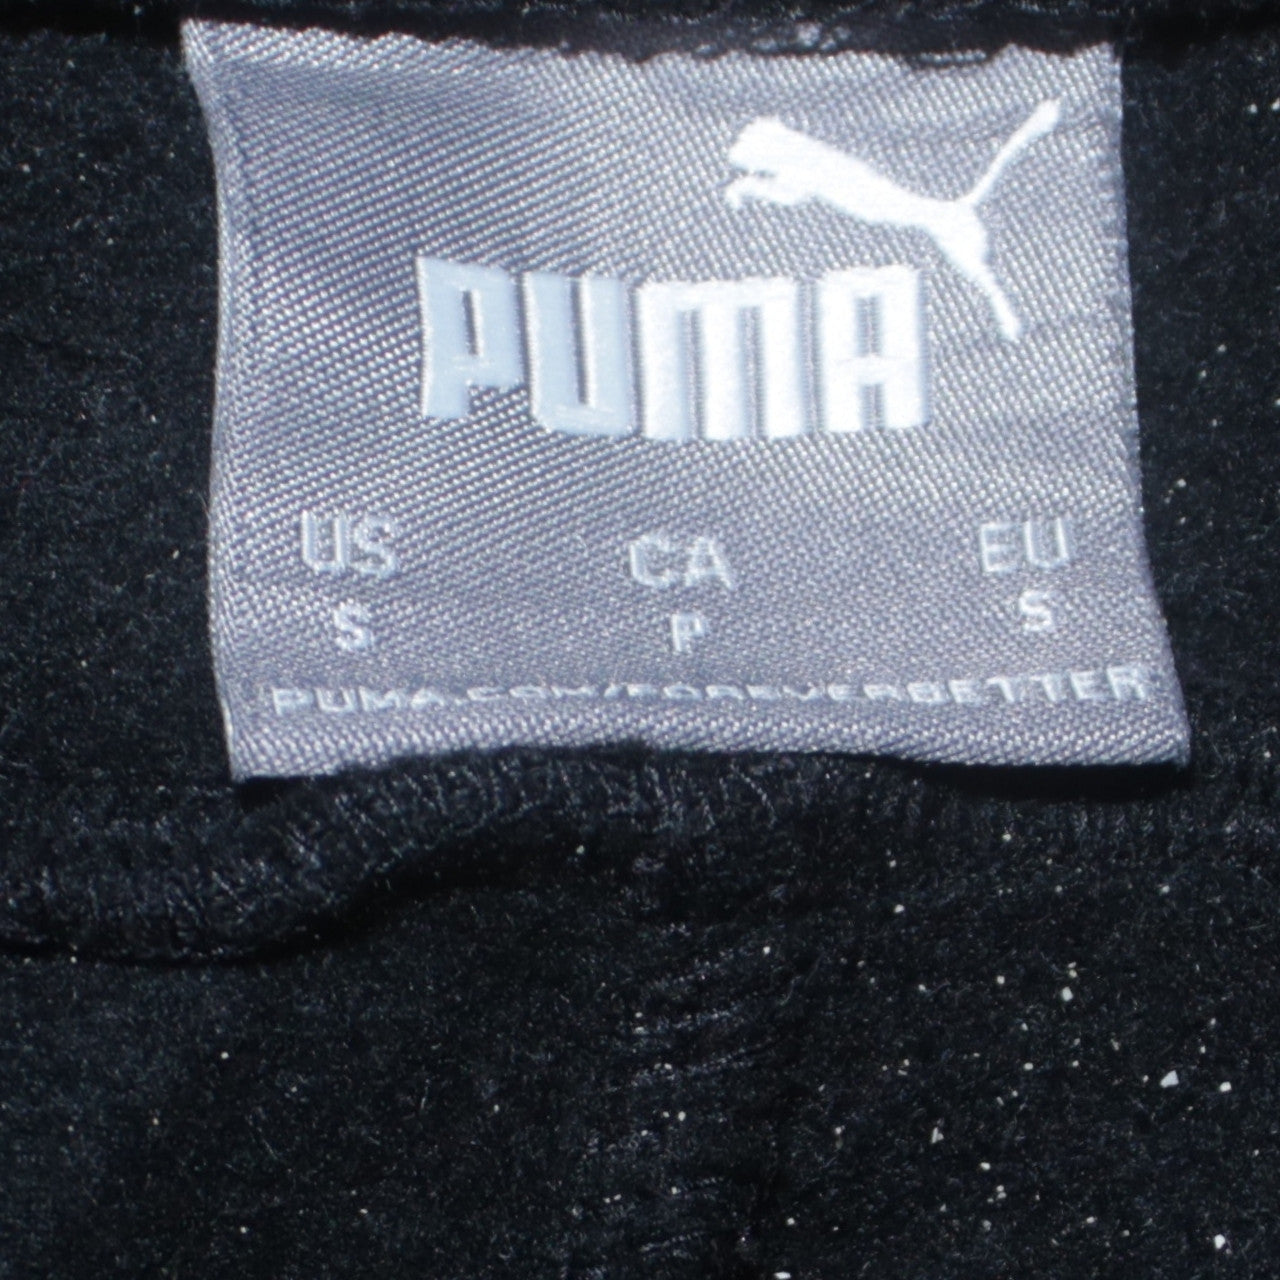 PUMA
US CA EU
S P S
PUMA.COM/FOREVERBETTER